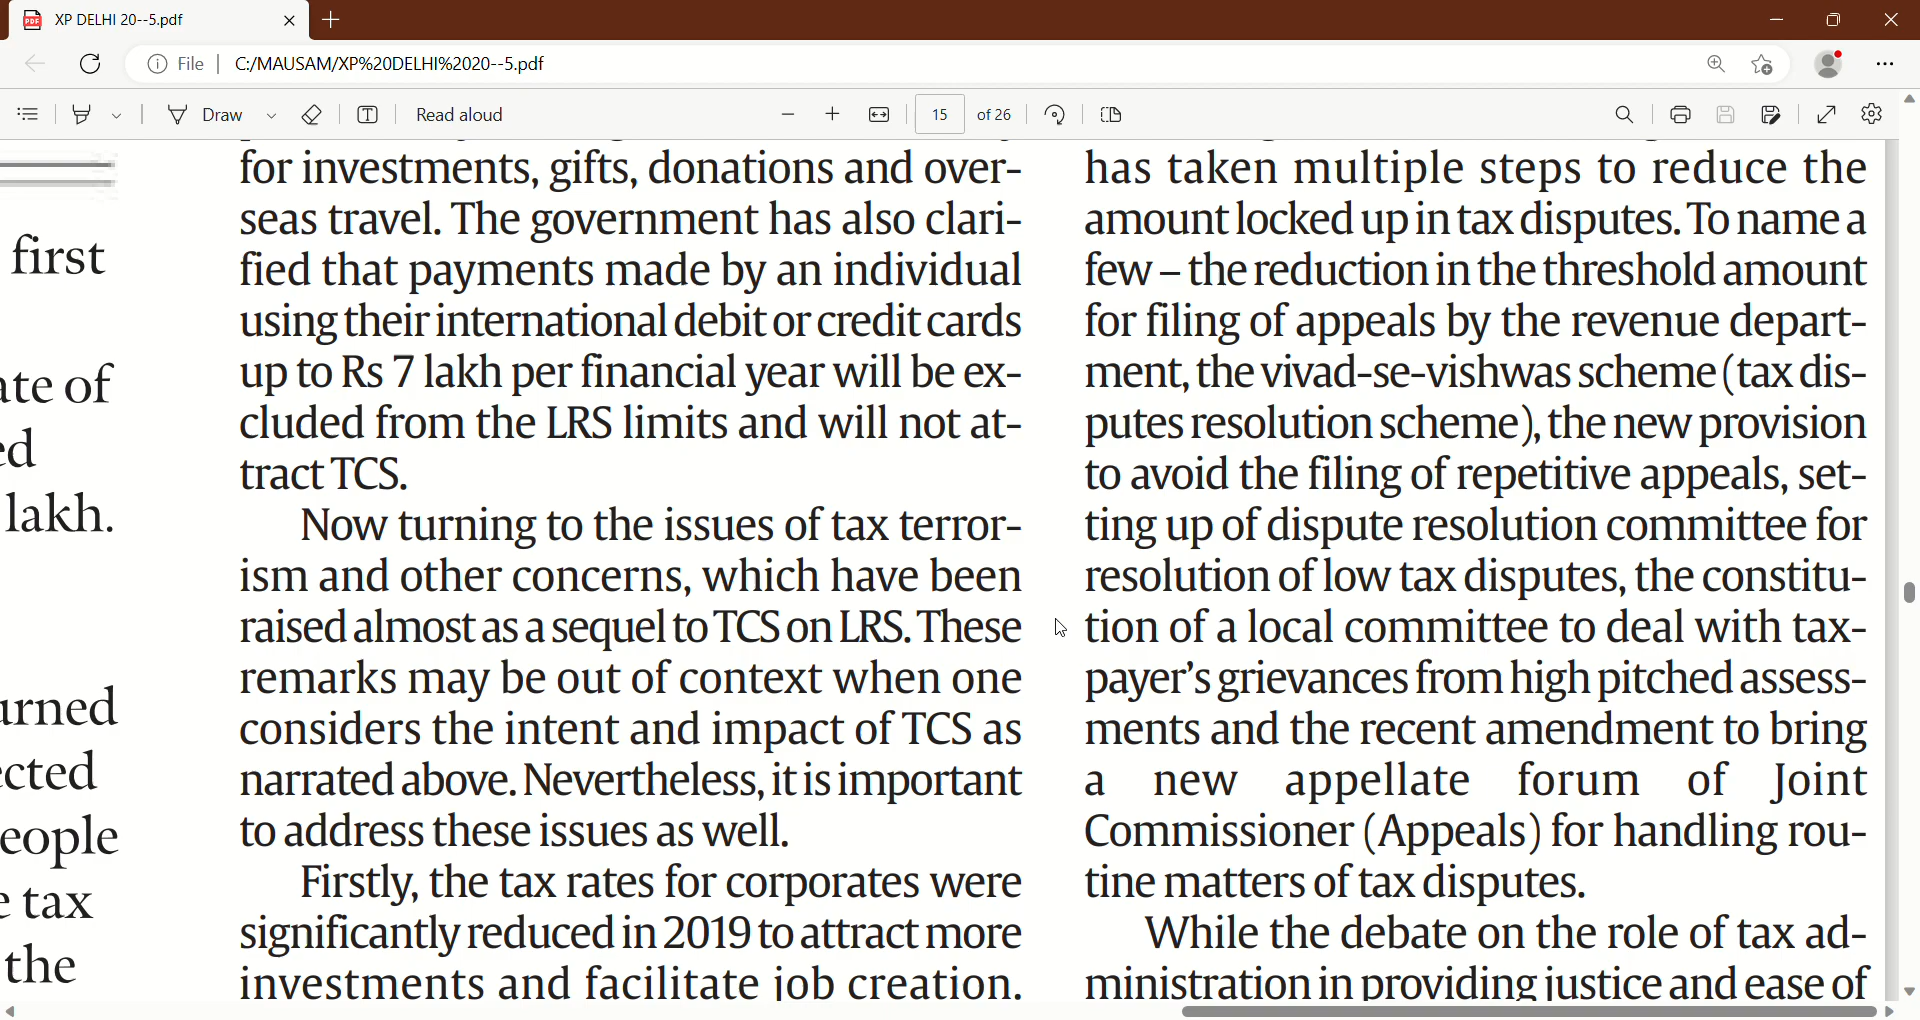 XP DELHI 20--5.pdf
File
C:/MAUSAM/XP%20DELHI%2020--5.pdf
Draw
Read aloud
15 of 26
first
ate of
ed
lakh.
urned
ected
eople
e tax
the
for investments, gifts, donations and over-
seas travel. The government has also clari-
fied that payments made by an individual
using their international debit or credit cards
up to Rs 7 lakh per financial year will be ex-
cluded from the LRS limits and will not at-
tract TCS.
Now turning to the issues of tax terror-
ism and other concerns, which have been
raised almost as a sequel to TCS on LRS. These
remarks may be out of context when one
considers the intent and impact of TCS as
narrated above. Nevertheless, it is important
to address these issues as well.
Firstly, the tax rates for corporates were
significantly reduced in 2019 to attract more
investments and facilitate job creation.
has taken multiple steps to reduce the
amount locked up in tax disputes. To name a
few – the reduction in the threshold amount
for filing of appeals by the revenue depart-
ment, the vivad-se-vishwas scheme (tax dis-
putes resolution scheme), the new provision
to avoid the filing of repetitive appeals, set-
ting up of dispute resolution committee for
resolution of low tax disputes, the constitu-
tion of a local committee to deal with tax-
payer's grievances from high pitched assess-
ments and the recent amendment to bring
a new appellate forum of Joint
Commissioner (Appeals) for handling rou-
tine matters of tax disputes.
While the debate on the role of tax ad-
ministration in providing justice and ease of